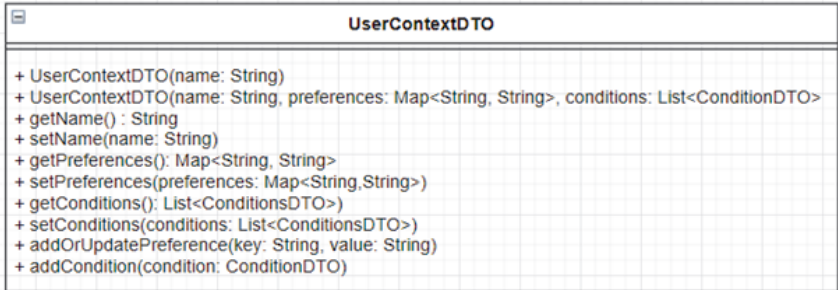 UserContextDTO
+ UserContextDTO(name: String)
+ UserContextDTO(name: String, preferences: Map<String, String>, conditions: List<ConditionDTO>
+ getName() : String
+ setName(name: String)
+ getPreferences(): Map<String, String>
+ setPreferences(preferences: Map<String,String>)
+ getConditions(): List<ConditionsDTO>)
+ setConditions(conditions: List<ConditionsDTO>)
+ addOrUpdatePreference(key: String, value: String)
+ addCondition(condition: ConditionDTO)